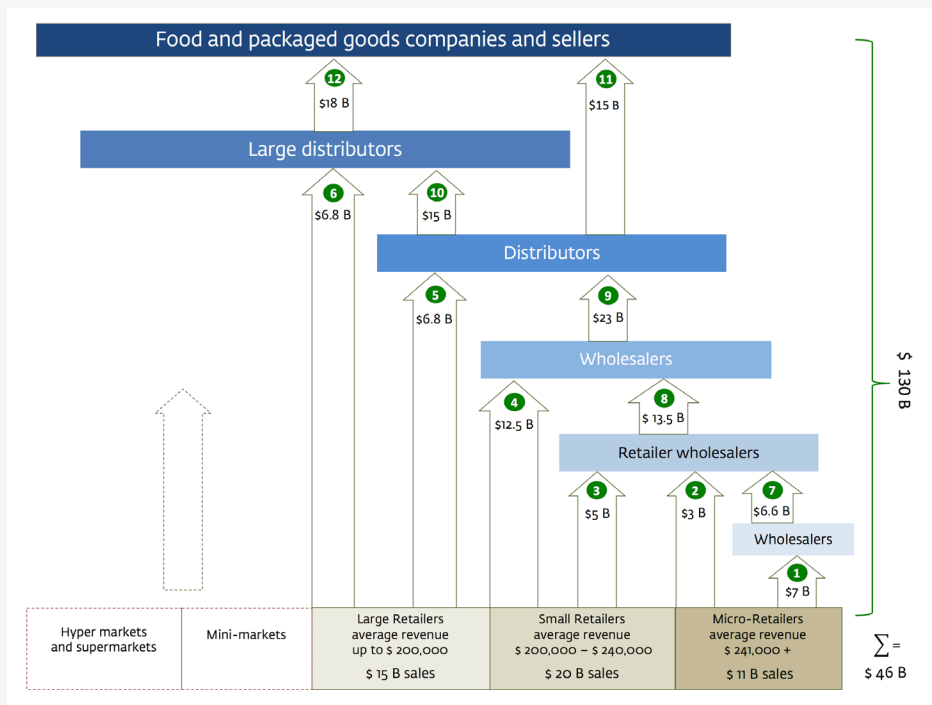 Food and packaged goods companies and sellers
12
$18 B
11
$15 B
Large distributors
6
$6.8 B
10
$15 B
Distributors
5
$6.8 B
9
$23 B
Wholesalers
4
$12.5 B
8
$ 13.5 B
$ 130 B
Retailer wholesalers
3
$5 B
2
$3 B
7
$6.6 B
Wholesalers
1
$7 B
Hyper markets
and supermarkets
Mini-markets
Large Retailers
average revenue
up to $ 200,000
$ 15 B sales
Small Retailers
average revenue
$ 200,000 – $ 240,000
$ 20 B sales
Micro-Retailers
average revenue
$ 241,000 +
$ 11 B sales
∑ =
$ 46 B